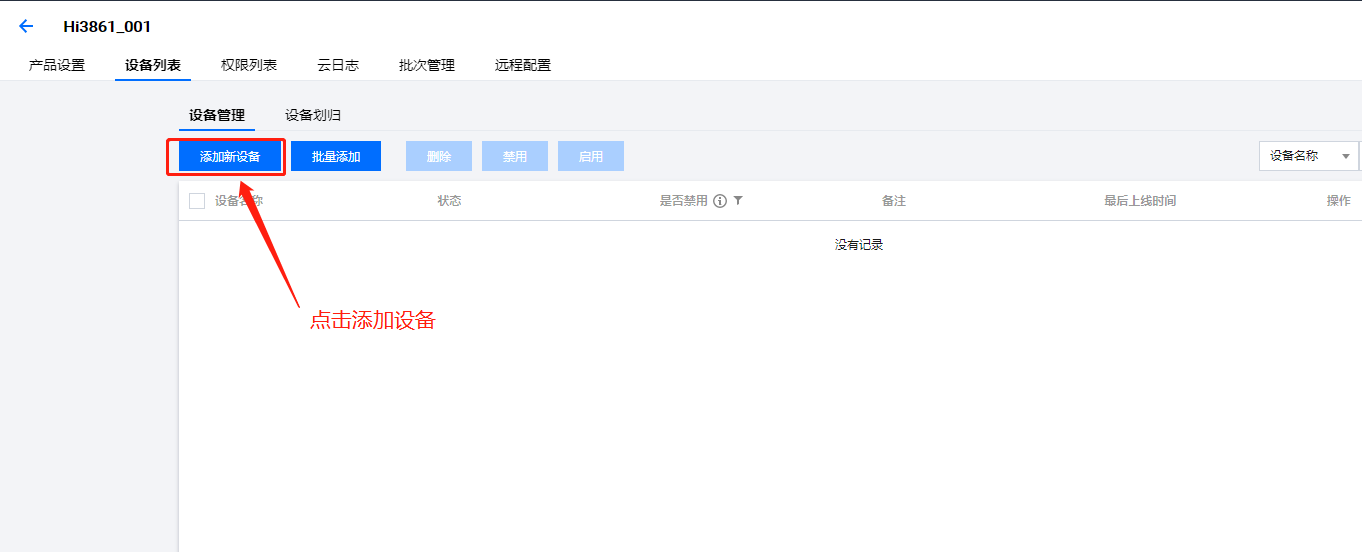 Hi3861_001
产品设置 设备列表 权限列表 云日志 批次管理 远程配置
设备管理 设备划归
添加新设备 批量添加 删除 禁用 启用 设备名称
设备名称 状态 是否禁用 备注 最后上线时间 操作
没有记录
点击添加设备